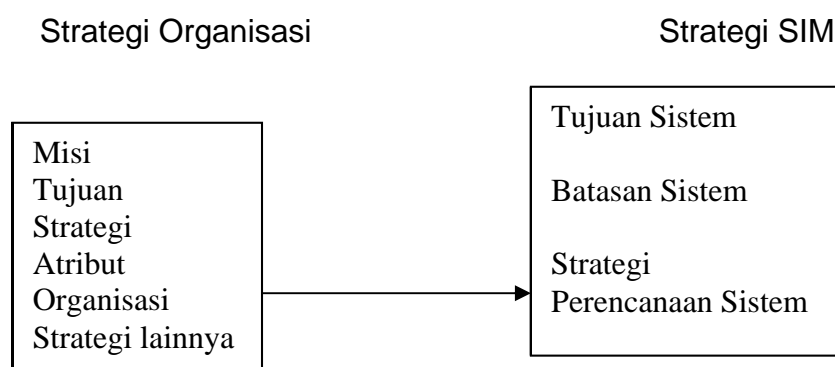 Strategi Organisasi
Strategi SIM
Misi
Tujuan
Strategi
Atribut
Organisasi
Strategi lainnya
Tujuan Sistem
Batasan Sistem
Strategi
Perencanaan Sistem